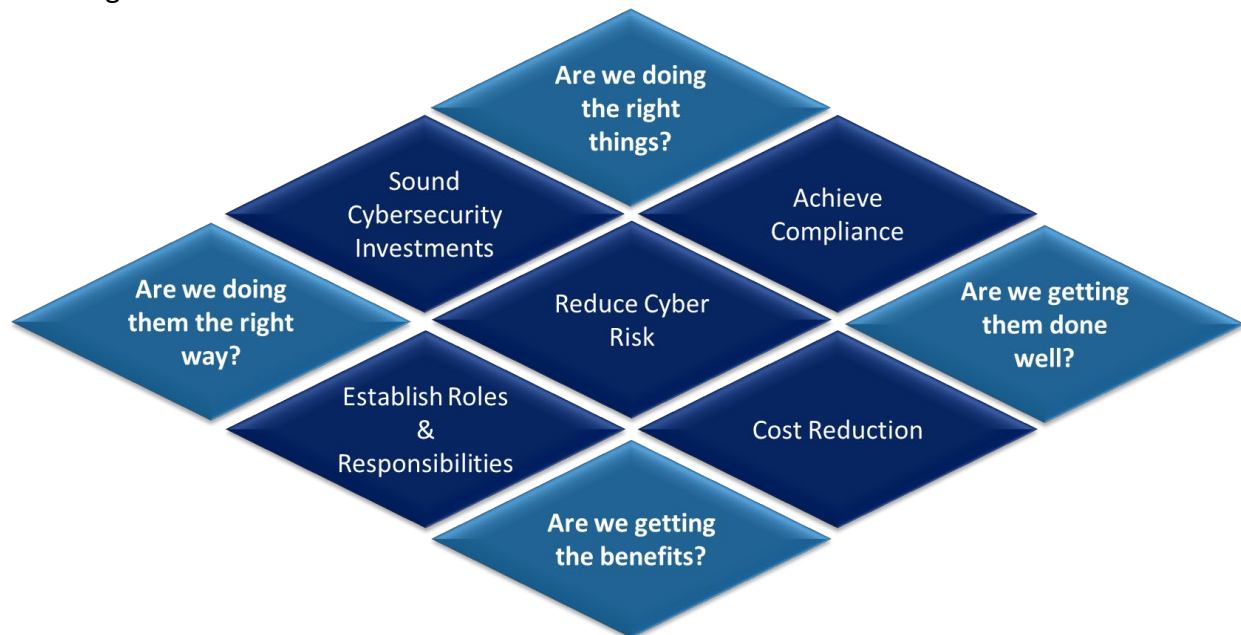 Are we doing
the right
things?
Sound
Cybersecurity
Investments
Achieve
Compliance
Are we doing
them the right
way?
Reduce Cyber
Risk
Are we getting
them done
well?
Establish Roles
&
Responsibilities
Cost Reduction
Are we getting
the benefits?